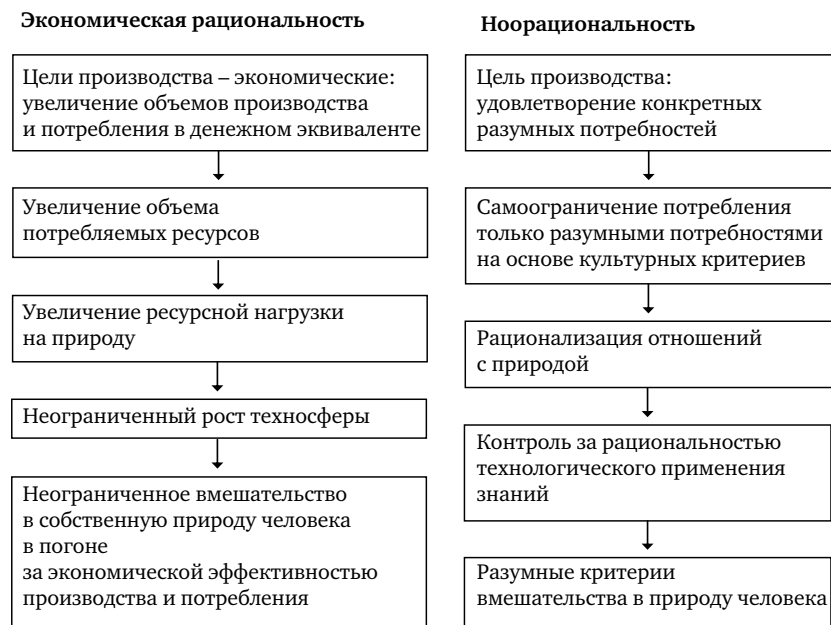 Экономическая рациональность
Цели производства – экономические:
увеличение объемов производства
и потребления в денежном эквиваленте
Увеличение объема
потребляемых ресурсов
Увеличение ресурсной нагрузки
на природу
Неограниченный рост техносферы
Неограниченное вмешательство
в собственную природу человека
в погоне
за экономической эффективностью
производства и потребления
Ноорациональность
Цель производства:
удовлетворение конкретных
разумных потребностей
Самоограничение потребления
только разумными потребностями
на основе культурных критериев
Рационализация отношений
с природой
Контроль за рациональностью
технологического применения
знаний
Разумные критерии
вмешательства в природу человека